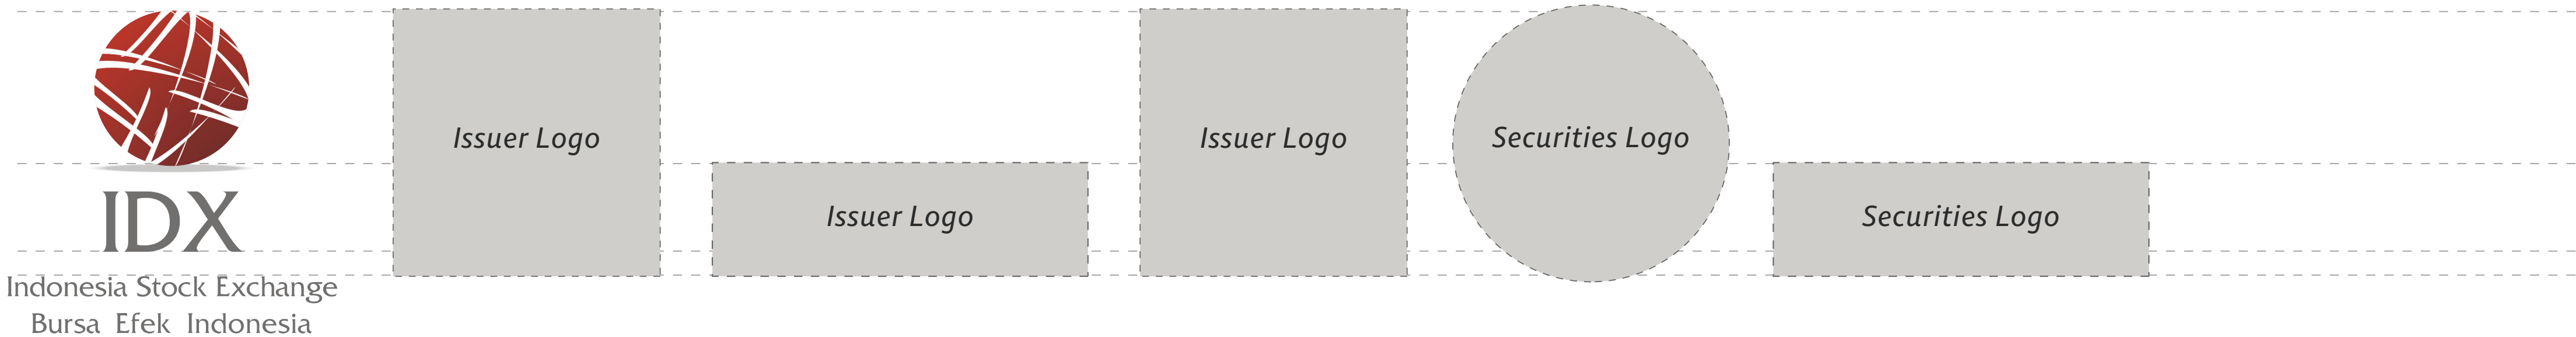 IDX
Indonesia Stock Exchange
Bursa Efek Indonesia
Issuer Logo
Issuer Logo
Issuer Logo
Securities Logo
Securities Logo